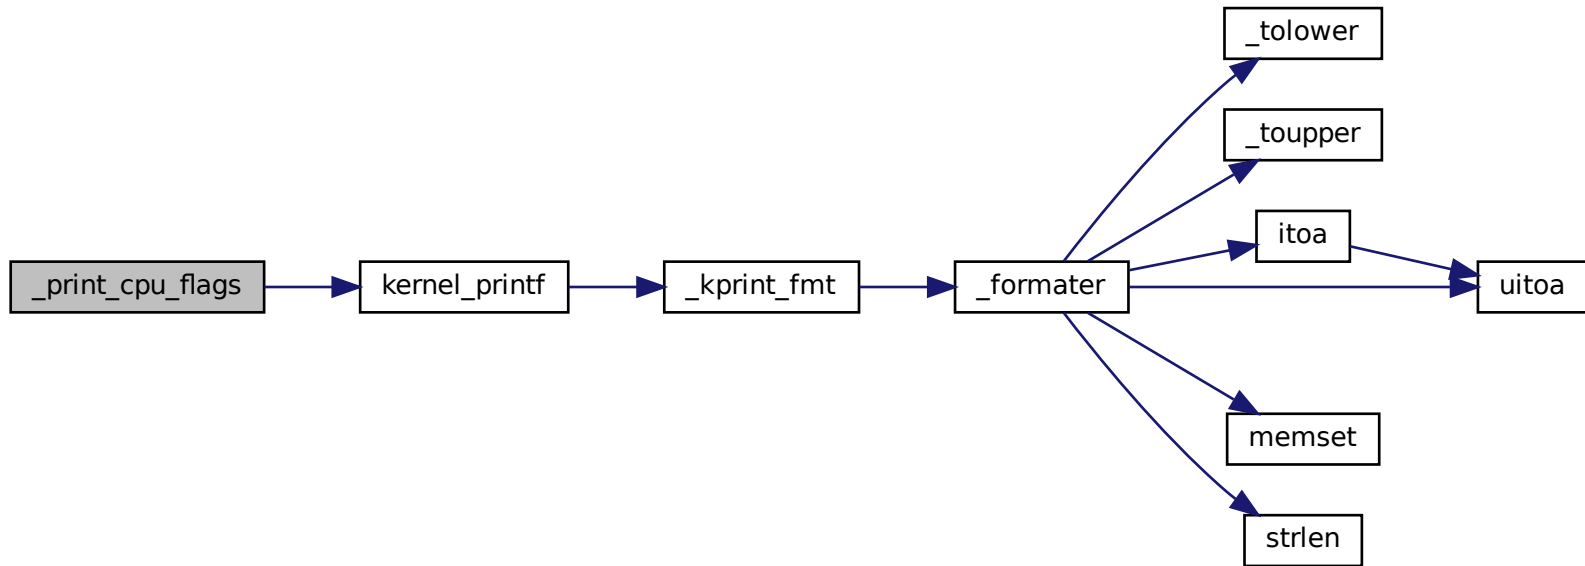 _tolower
_toupper
itoa
_print_cpu_flags
kernel_printf
_kprint_fmt
_formater
uitoa
memset
strlen